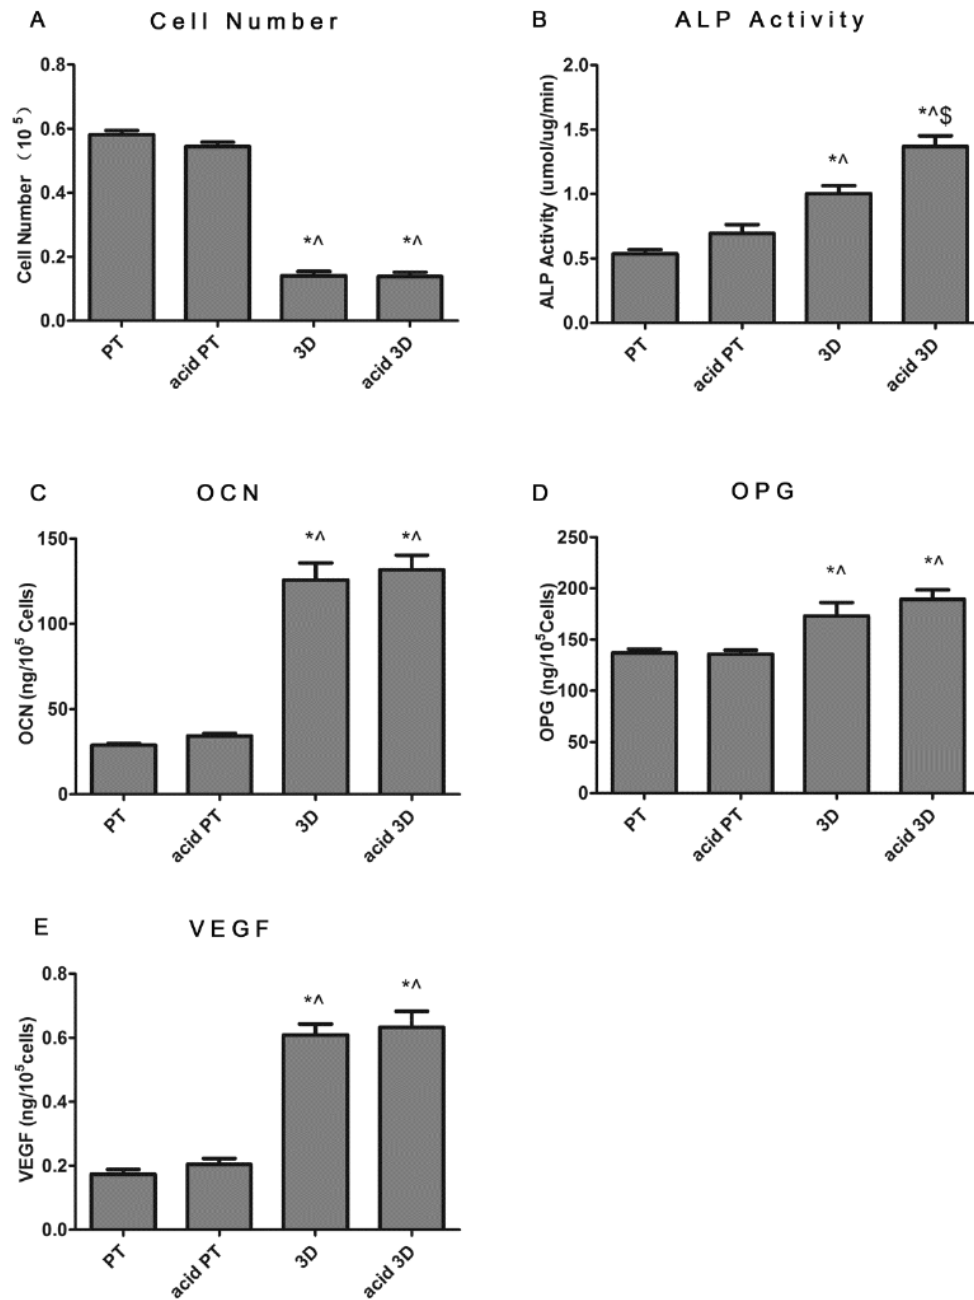 A
Cell Number
Cell Number （10 5）
0.8
0.6
0.4
0.2
0.0
*^
*^
PT
acid PT
3D
acid 3D
B
ALP Activity
ALP Activity (umol/ug/min)
2.0
1.5
1.0
0.5
0.0
*^
*^$
PT
acid PT
3D
acid 3D
C
OCN
OCN (ng/10⁵ Cells)
150
100
50
0
*^
*^
PT
acid PT
3D
acid 3D
D
OPG
OPG (ng/10⁵Cells)
250
200
150
100
50
0
*^
*^
PT
acid PT
3D
acid 3D
E
VEGF
VEGF (ng/10⁵cells)
0.8
0.6
0.4
0.2
0.0
*^
*^
PT
acid PT
3D
acid 3D